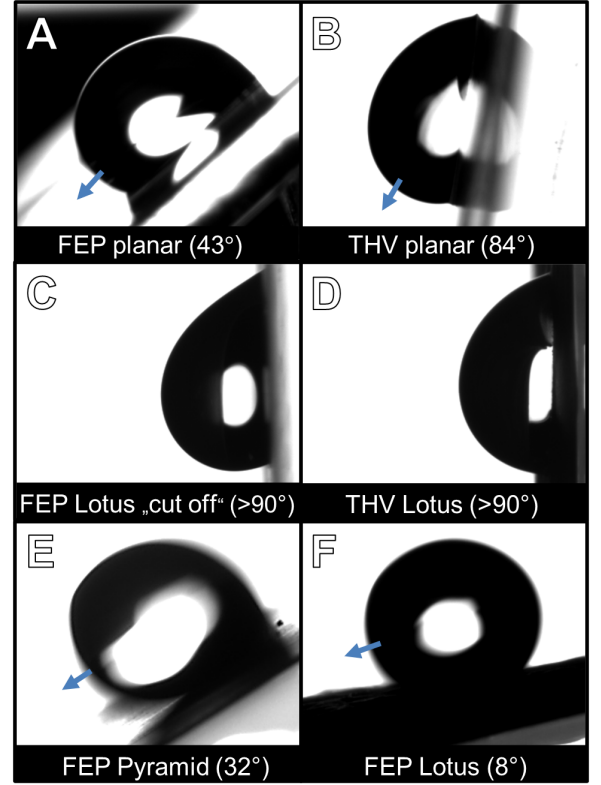 A
B
FEP planar (43°)
THV planar (84°)
C
D
FEP Lotus „cut off“ (>90°)
THV Lotus (>90°)
E
F
FEP Pyramid (32°)
FEP Lotus (8°)